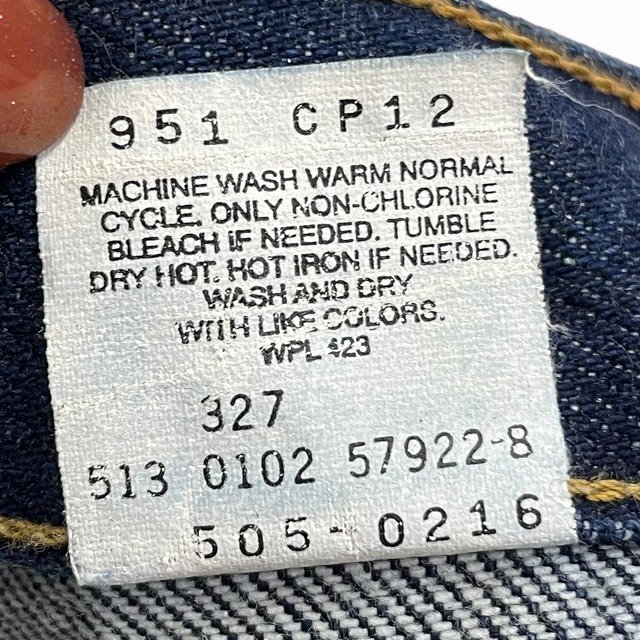 951 CP12
MACHINE WASH WARM NORMAL
CYCLE. ONLY NON-CHLORINE
BLEACH IF NEEDED. TUMBLE
DRY HOT. HOT IRON IF NEEDED.
WASH AND DRY
WITH LIKE COLORS.
WPL 423
327
513 0102 57922-8
505-0216